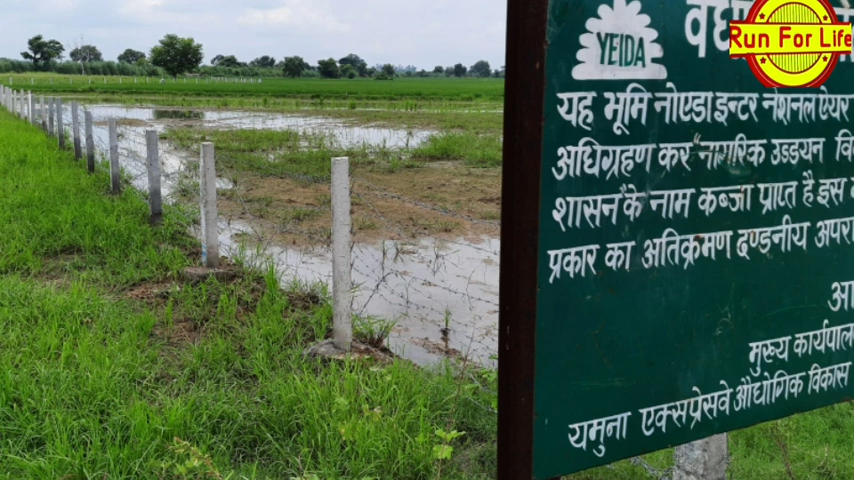 YEIDA
Run For Life
यह भूमि नोएडा इन्टर नेशनल ऐयर
अधिग्रहण कर नागरिक उड्डयन वि
शासन के नाम कब्जा प्राप्त है इस
प्रकार का अतिक्रमण दण्डनीय अपरा
आ
मुख्य कार्यपाल
यमुना एक्सप्रेसवे औद्योगिक विकास